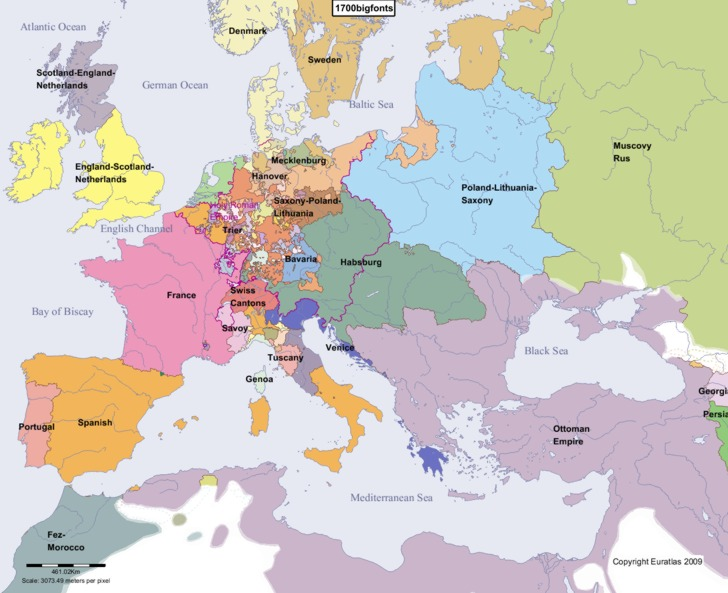 1700bigfonts
Atlantic Ocean
Denmark
Sweden
Scotland-England-
Netherlands
German Ocean
Baltic Sea
Muscovy
Rus
Mecklenburg
England-Scotland-
Netherlands
Hanover
Poland-Lithuania-
Saxony
Saxony-Poland-
Lithuania
Holy Roman
Empire
English Channel
Trier
Bavaria
Habsburg
France
Swiss
Cantons
Bay of Biscay
Savoy
Venice
Black Sea
Tuscany
Genoa
Georgia
Persia
Portugal
Spanish
Ottoman
Empire
Mediterranean Sea
Fez-
Morocco
Copyright Euratlas 2009
461.02Km
Scale: 3073.49 meters per pixel